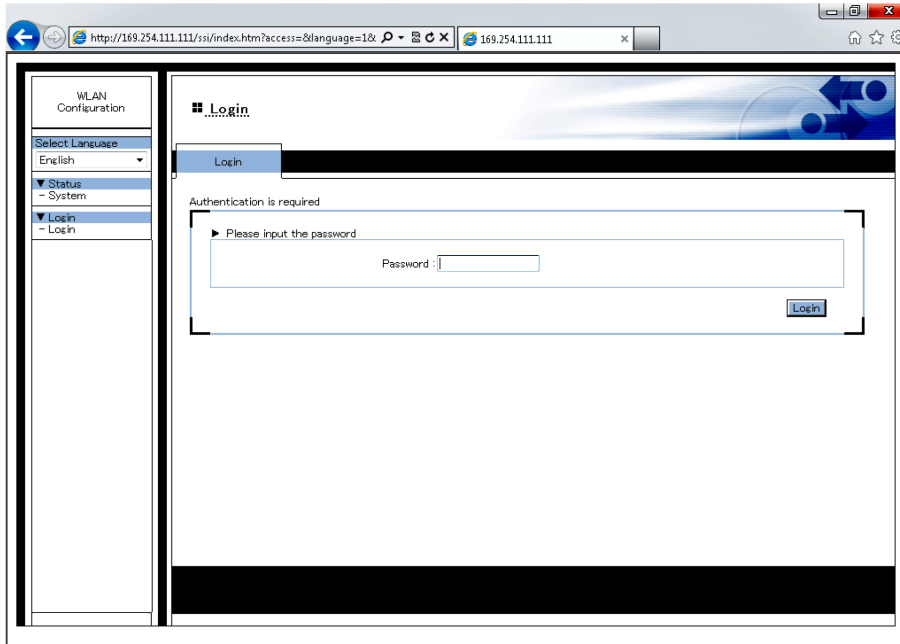 http://169.254.111.111/ssi/index.htm?access=&language=1&
169.254.111.111
WLAN
Configuration
Select Language
English
▼ Status
- System
▼ Login
- Login
Login
Login
Authentication is required
► Please input the password
Password :
Login